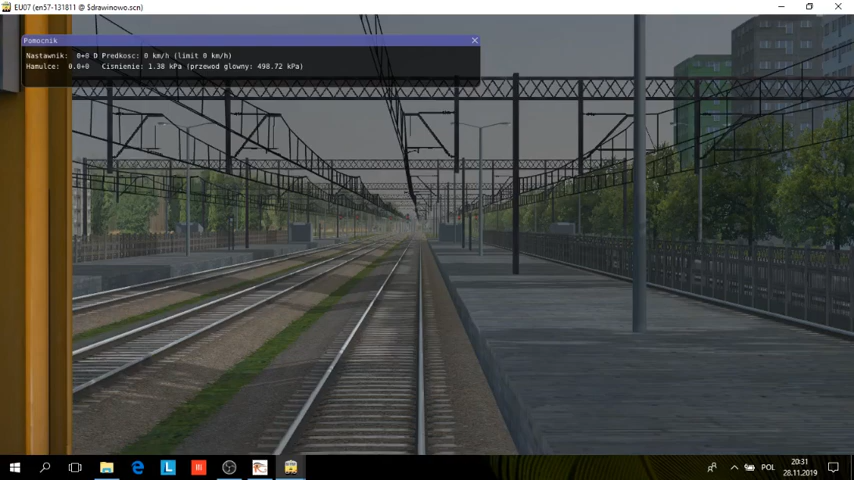 EU07 (en57-131811 @ $drawinowo.scn)
Pomocnik
Nastawnik: 0+0 D Predkosc: 0 km/h (limit 0 km/h)
Hamulce: 0.0+0 Cisnienie: 1.38 kPa (przewod glowny: 498.72 kPa)
POL
20:31
28.11.2019